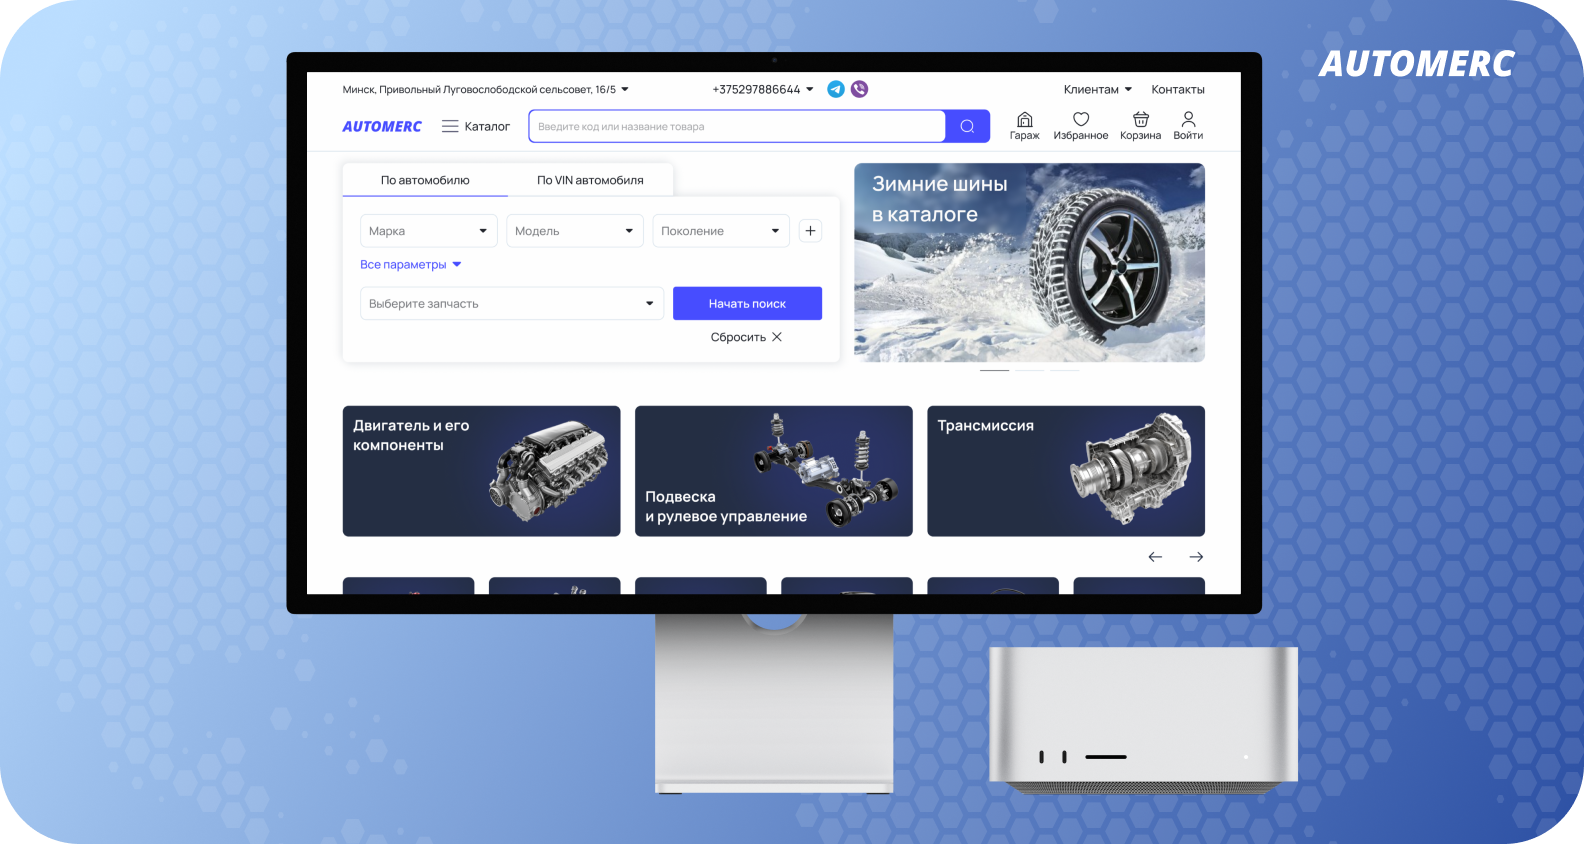 AUTOMERC
Минск, Привольный Луговослободской сельсовет, 16/5
+375297886644
Клиентам
Контакты
AUTOMERC
Каталог
Введите код или название товара
Гараж
Избранное
Корзина
Войти
По автомобилю
По VIN автомобиля
Марка
Модель
Поколение
Все параметры
Выберите запчасть
Начать поиск
Сбросить
Зимние шины
в каталоге
Двигатель и его
компоненты
Подвеска
и рулевое управление
Трансмиссия